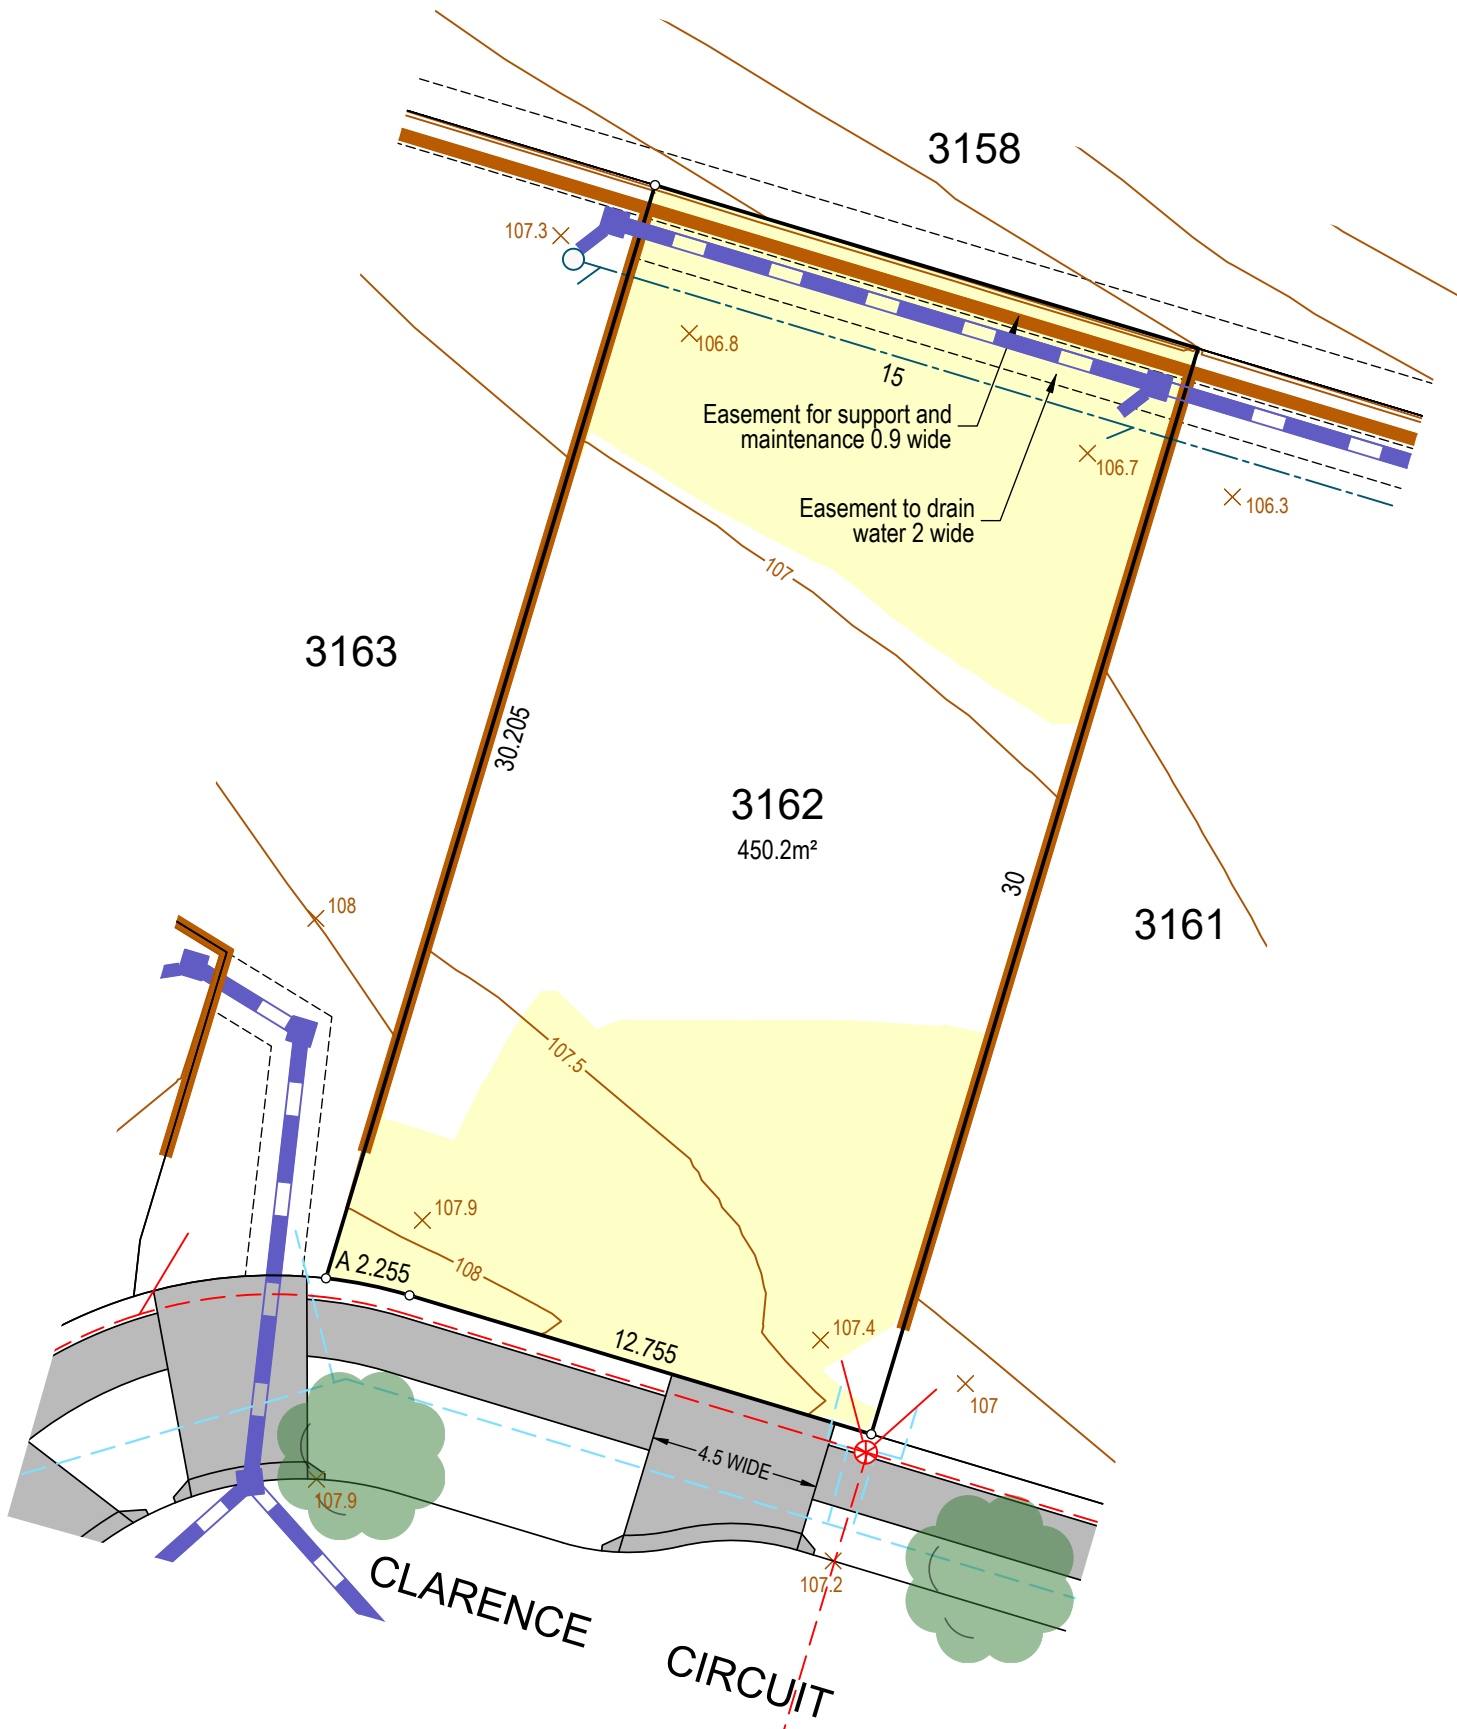 3158
107.3
106.8
15
Easement for support and
maintenance 0.9 wide
106.7
106.3
Easement to drain
water 2 wide
107
3163
30.205
3162
450.2m²
30
3161
108
107.5
107.9
A 2.255
108
12.755
107.4
107
4.5 WIDE
107.9
107.2
CLARENCE CIRCUIT